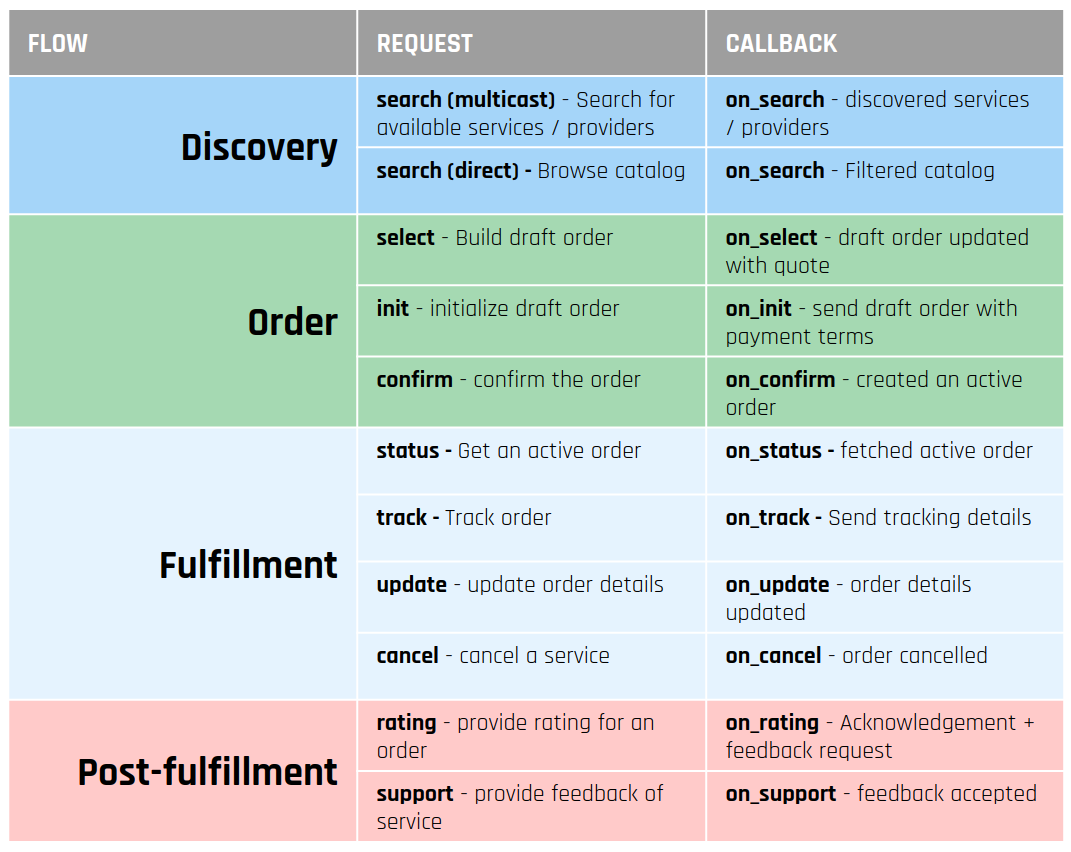 FLOW
REQUEST
CALLBACK
Discovery
search (multicast) - Search for
available services / providers
on_search - discovered services
/ providers
search (direct) - Browse catalog
on_search - Filtered catalog
Order
select - Build draft order
on_select - draft order updated
with quote
init - initialize draft order
on_init - send draft order with
payment terms
confirm - confirm the order
on_confirm - created an active
order
Fulfillment
status - Get an active order
on_status - fetched active order
track - Track order
on_track - Send tracking details
update - update order details
on_update - order details
updated
cancel - cancel a service
on_cancel - order cancelled
Post-fulfillment
rating - provide rating for an
order
on_rating - Acknowledgement +
feedback request
support - provide feedback of
service
on_support - feedback accepted